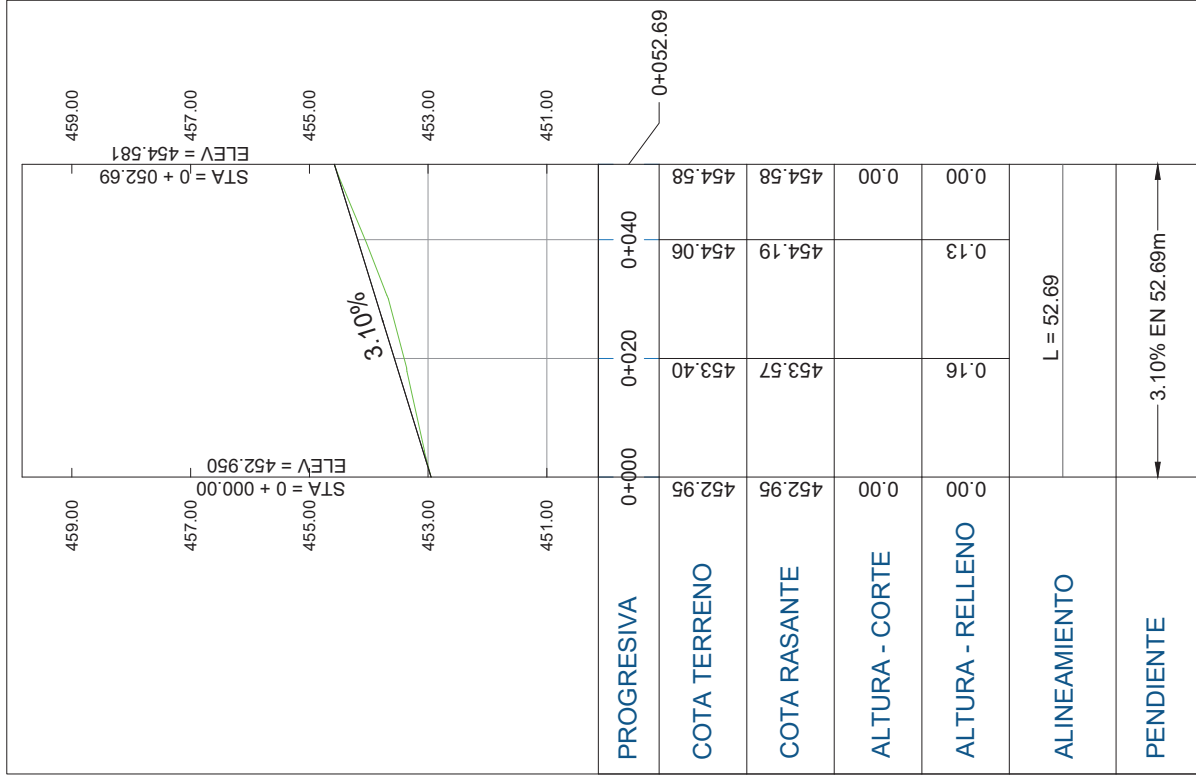 459.00
459.00
457.00
457.00
455.00
455.00
453.00
453.00
451.00
451.00
STA = 0 + 000.00
ELEV = 452.950
STA = 0 + 052.69
ELEV = 454.581
3.10%
PROGRESIVA 0+000 0+020 0+040 0+052.69
COTA TERRENO 452.95 453.40 454.06 454.58
COTA RASANTE 452.95 453.57 454.19 454.58
ALTURA - CORTE 0.00 0.00
ALTURA - RELLENO 0.00 0.16 0.13 0.00
ALINEAMIENTO L = 52.69
PENDIENTE 3.10% EN 52.69m